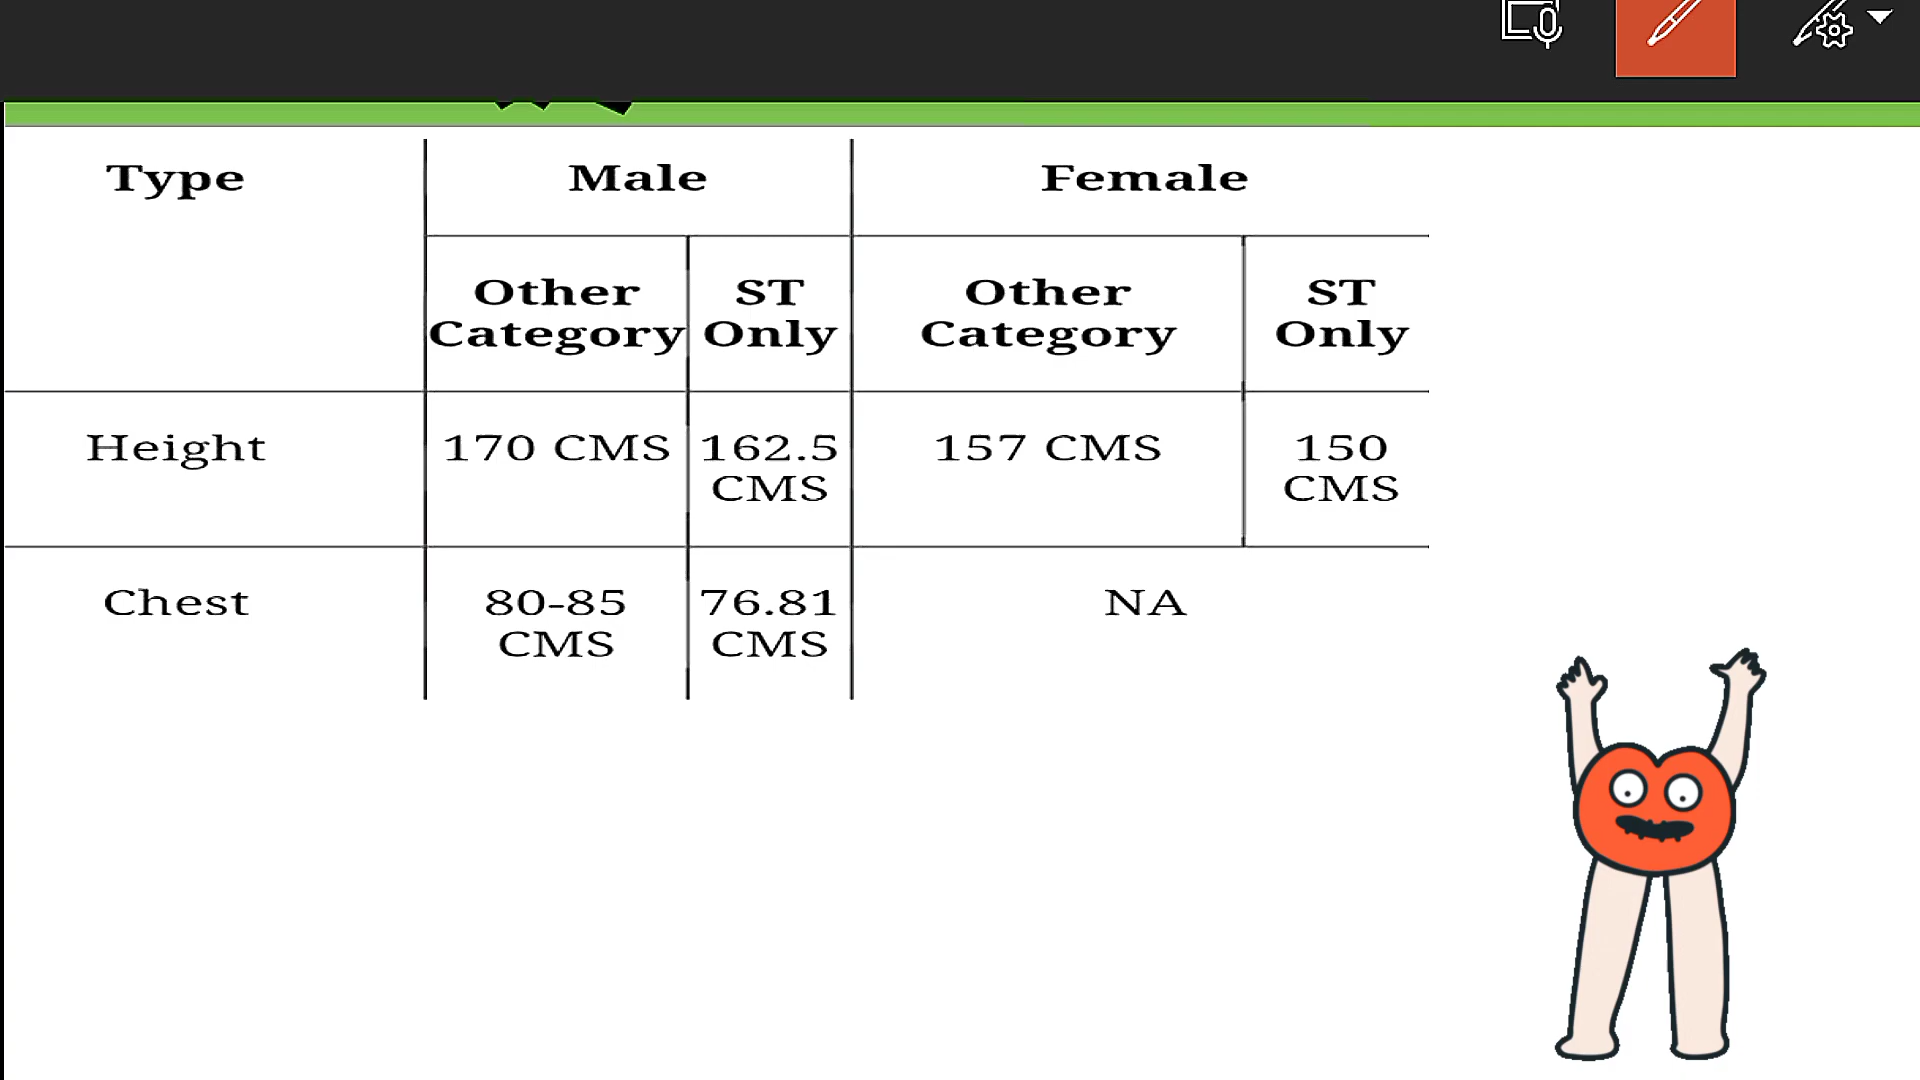 Type Male Female
Other Category ST Only Other Category ST Only
Height 170 CMS 162.5 CMS 157 CMS 150 CMS
Chest 80-85 CMS 76.81 CMS NA